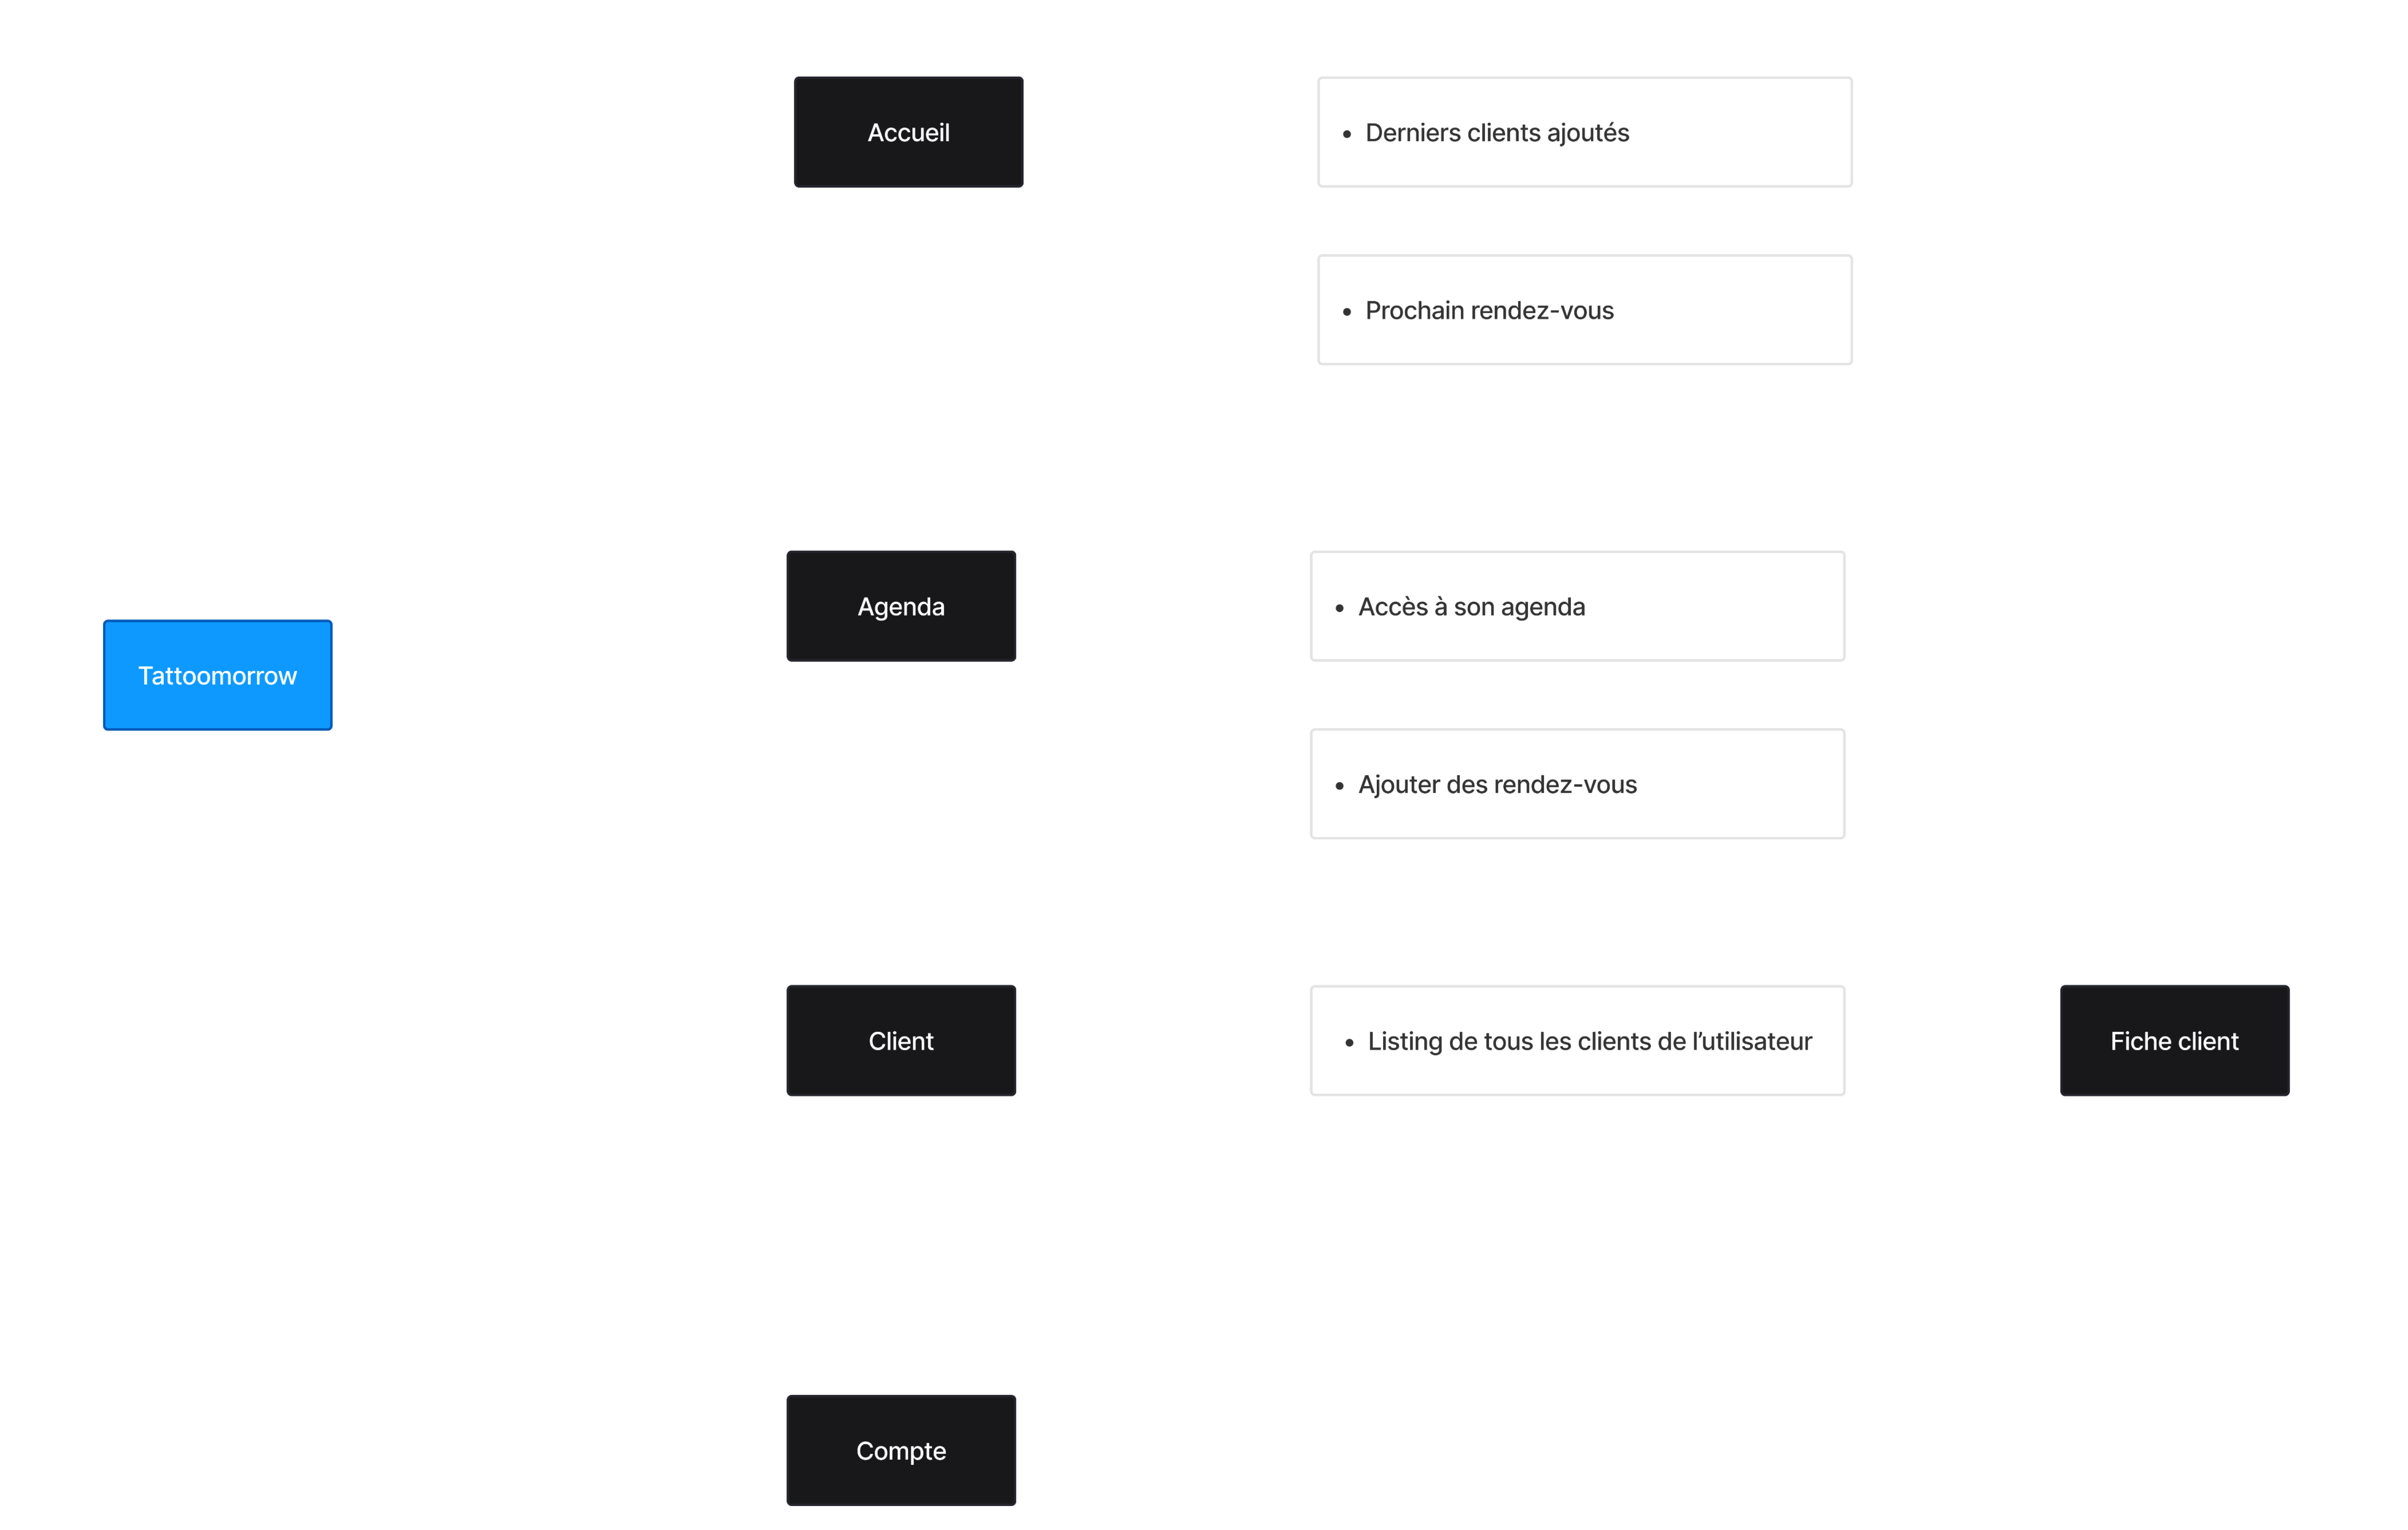 Accueil
• Derniers clients ajoutés
• Prochain rendez-vous
Agenda
• Accès à son agenda
Tattoomorrow
• Ajouter des rendez-vous
Client
• Listing de tous les clients de l’utilisateur
Fiche client
Compte